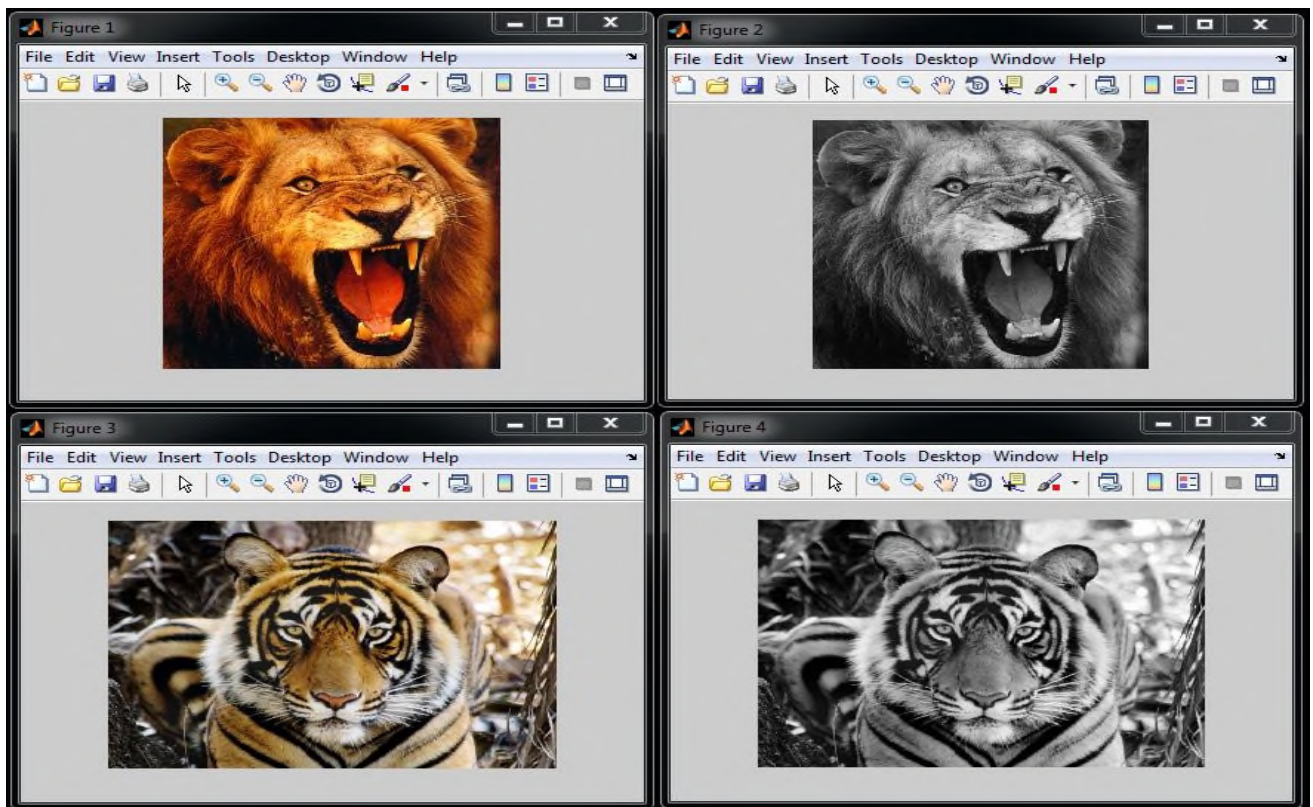 Figure 1
File Edit View Insert Tools Desktop Window Help
Figure 2
File Edit View Insert Tools Desktop Window Help
Figure 3
File Edit View Insert Tools Desktop Window Help
Figure 4
File Edit View Insert Tools Desktop Window Help